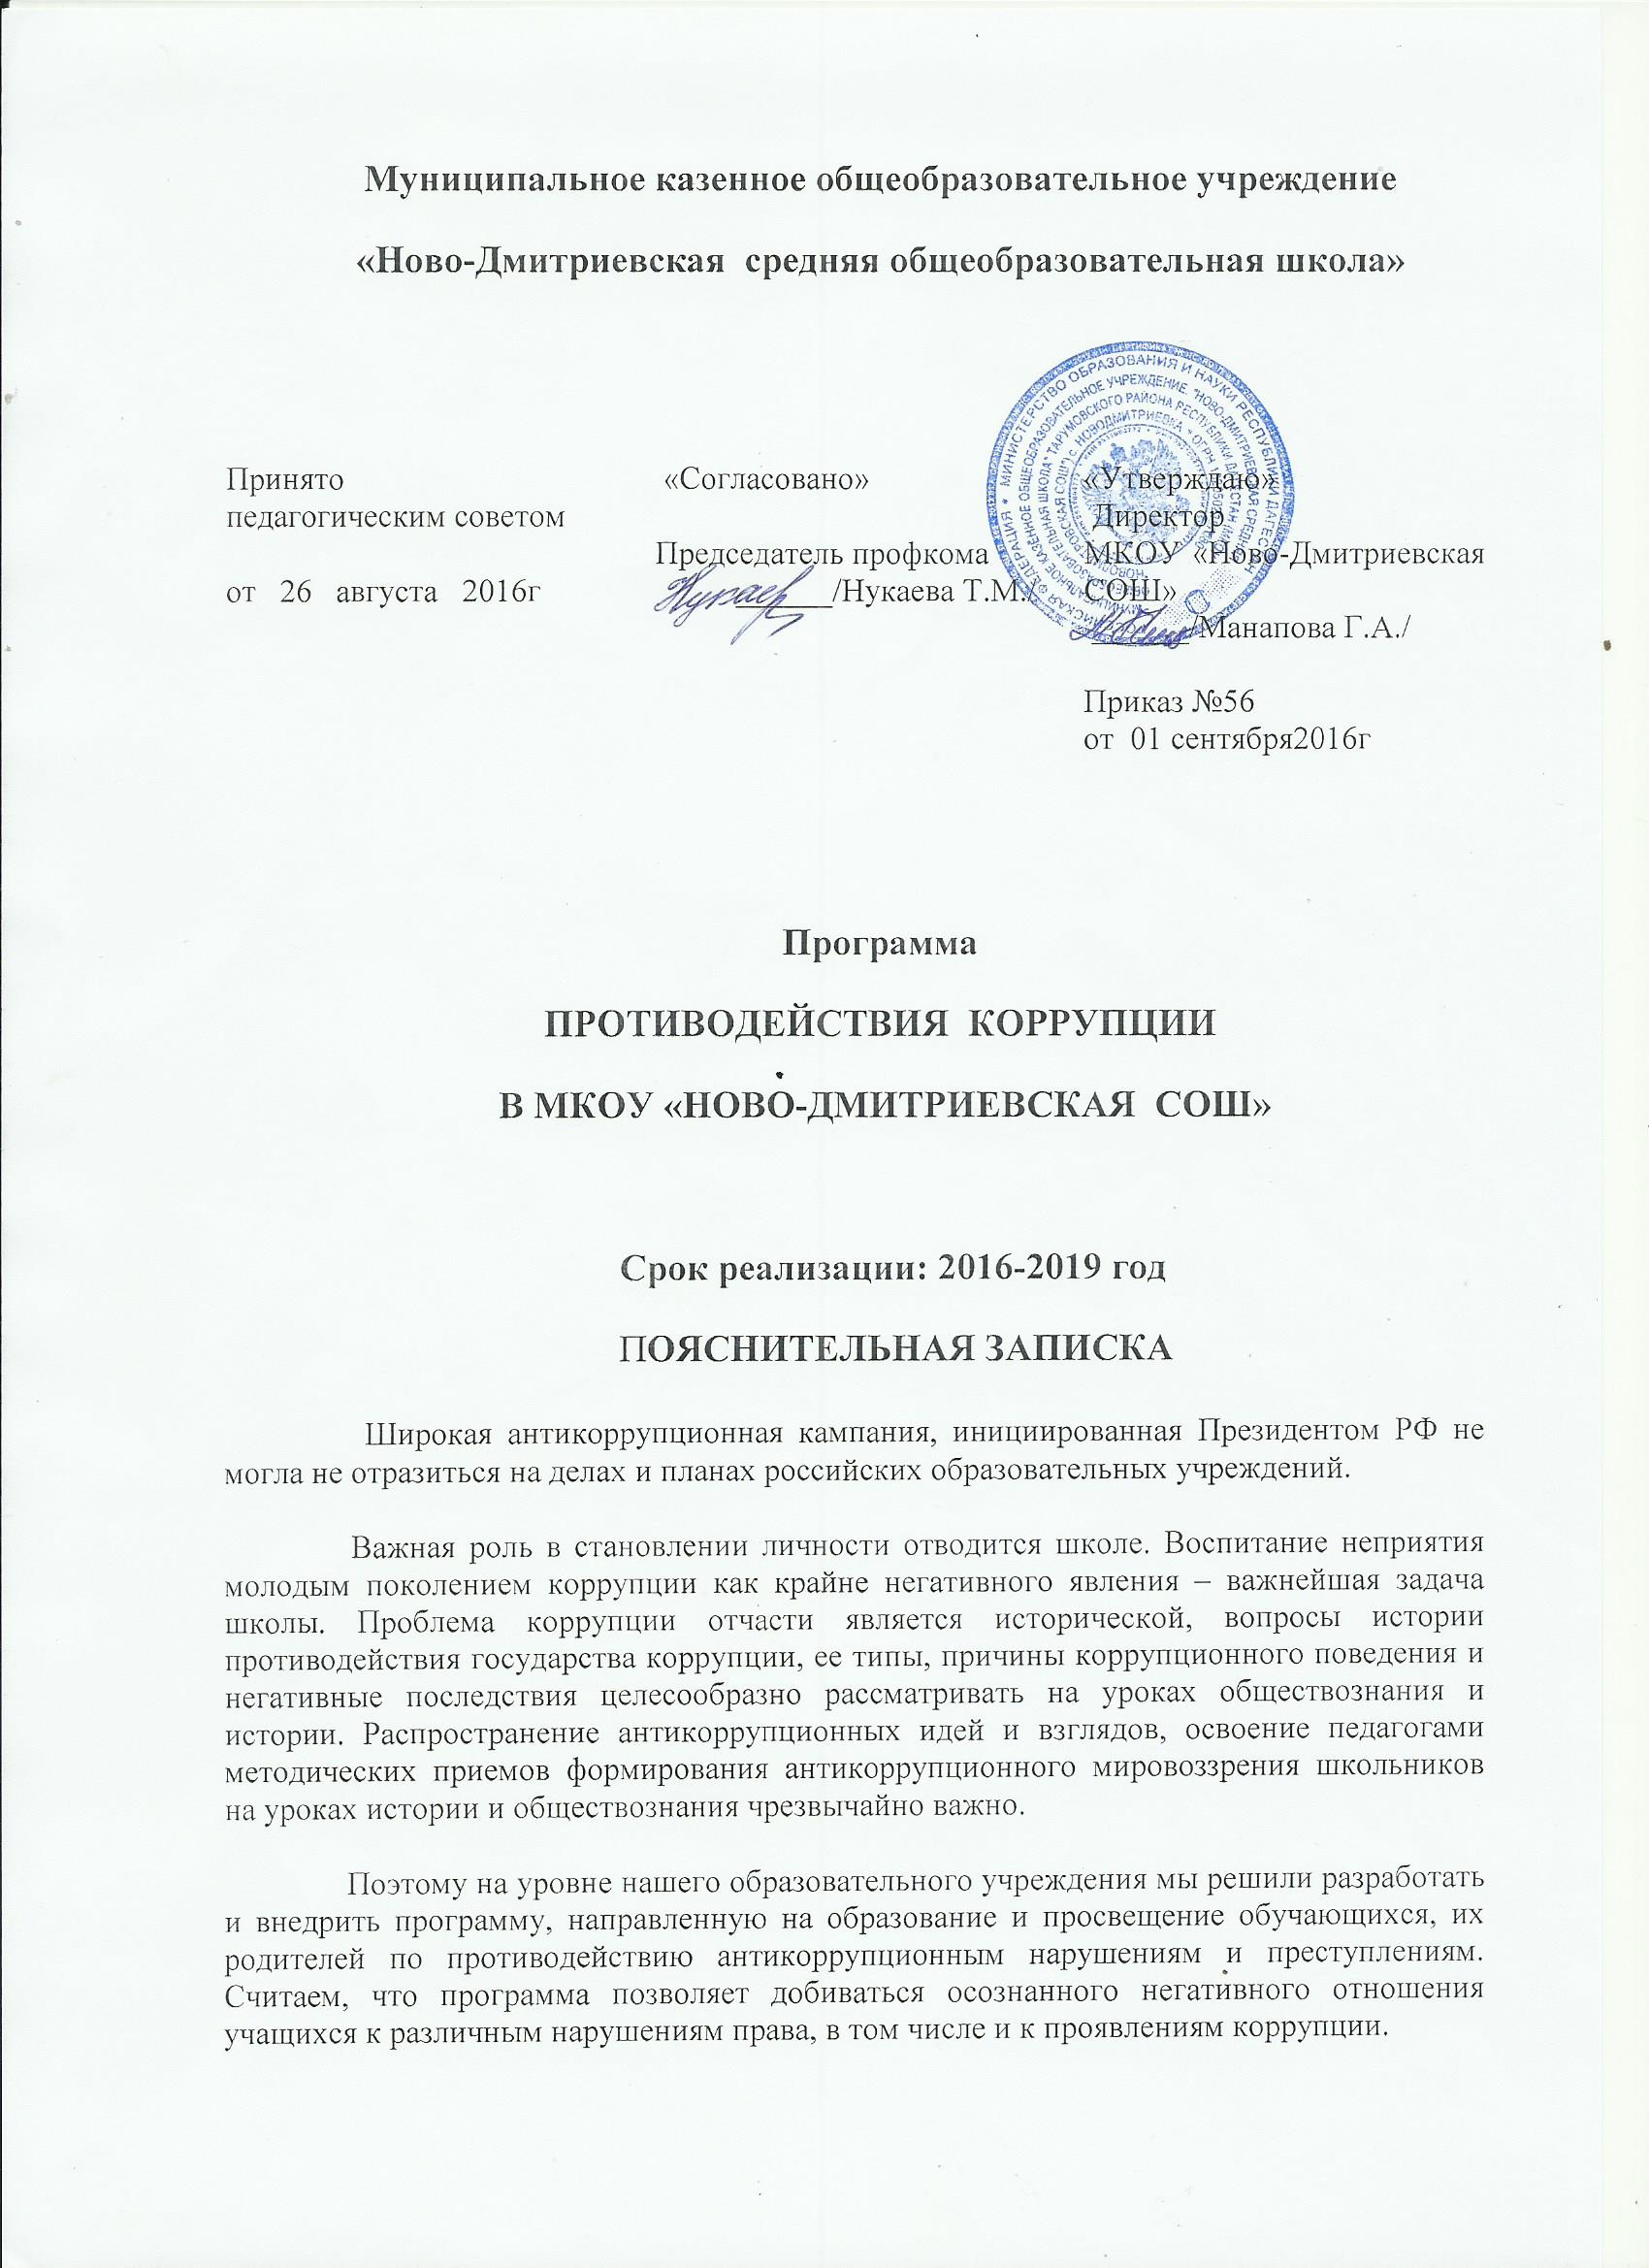 Муниципальное казенное общеобразовательное учреждение
«Ново-Дмитриевская средняя общеобразовательная школа»
Принято
педагогическим советом
от 26 августа 2016г
«Согласовано»
Председатель профкома
/Нукаева Т.М./
«Утверждаю»
Директор
МКОУ «Ново-Дмитриевская
СОШ»
/Манапова Г.А./
Приказ №56
от 01 сентября2016г
МИНИСТЕРСТВО ОБРАЗОВАНИЯ И НАУКИ РЕСПУБЛИКИ ДАГЕСТАН
Программа
ПРОТИВОДЕЙСТВИЯ КОРРУПЦИИ
В МКОУ «НОВО-ДМИТРИЕВСКАЯ СОШ»
Срок реализации: 2016-2019 год
ПОЯСНИТЕЛЬНАЯ ЗАПИСКА
Широкая антикоррупционная кампания, инициированная Президентом РФ не
могла не отразиться на делах и планах российских образовательных учреждений.
Важная роль в становлении личности отводится школе. Воспитание неприятия
молодым поколением коррупции как крайне негативного явления – важнейшая задача
школы. Проблема коррупции отчасти является исторической, вопросы истории
противодействия государства коррупции, ее типы, причины коррупционного поведения и
негативные последствия целесообразно рассматривать на уроках обществознания и
истории. Распространение антикоррупционных идей и взглядов, освоение педагогами
методических приемов формирования антикоррупционного мировоззрения школьников
на уроках истории и обществознания чрезвычайно важно.
Поэтому на уровне нашего образовательного учреждения мы решили разработать
и внедрить программу, направленную на образование и просвещение обучающихся, их
родителей по противодействию антикоррупционным нарушениям и преступлениям.
Считаем, что программа позволяет добиваться осознанного негативного отношения
учащихся к различным нарушениям права, в том числе и к проявлениям коррупции.